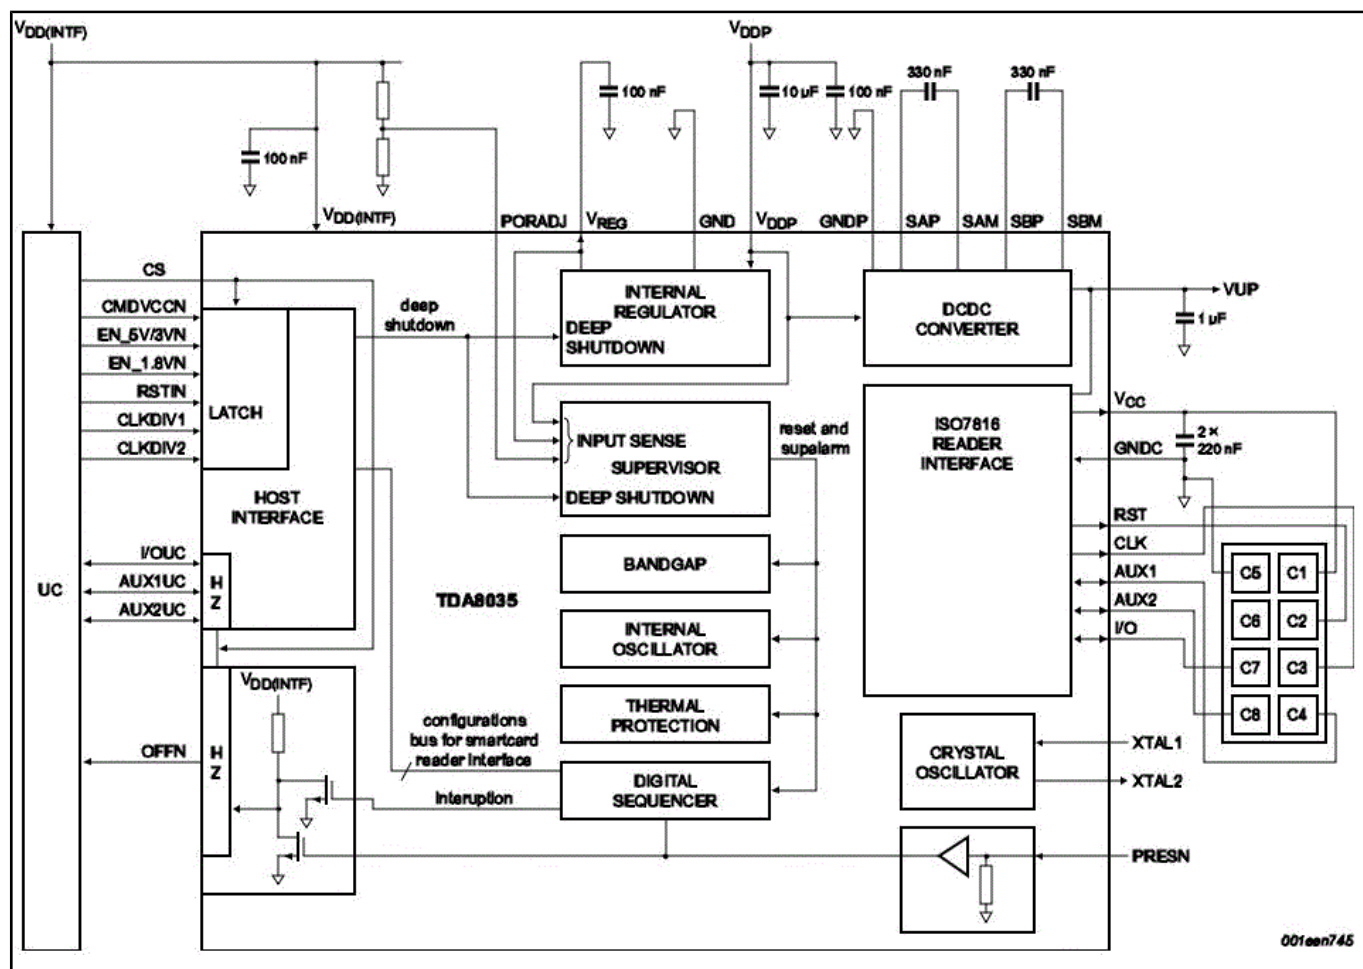 VDD(INTF)
VDDP
330 nF
330 nF
100 nF
10 µF
100 nF
100 nF
VDD(INTF)
PORADJ
VREG
GND
VDDP
GNDP
SAP
SAM
SBP
SBM
CS
CMDVCCN
EN_5V/3VN
EN_1.8VN
RSTIN
CLKDIV1
CLKDIV2
LATCH
HOST
INTERFACE
deep
shutdown
INTERNAL
REGULATOR
DEEP
SHUTDOWN
DCDC
CONVERTER
VUP
1 µF
INPUT SENSE
SUPERVISOR
DEEP SHUTDOWN
reset and
supalarm
ISO7816
READER
INTERFACE
VCC
2 ×
220 nF
GNDC
RST
CLK
AUX1
AUX2
I/O
UC
I/OUC
AUX1UC
AUX2UC
H
Z
TDA8035
BANDGAP
INTERNAL
OSCILLATOR
THERMAL
PROTECTION
DIGITAL
SEQUENCER
C5
C1
C6
C2
C7
C3
C8
C4
VDD(INTF)
OFFN
H
Z
configurations
bus for smartcard
reader interface
Interuption
CRYSTAL
OSCILLATOR
XTAL1
XTAL2
PRESN
001aan745